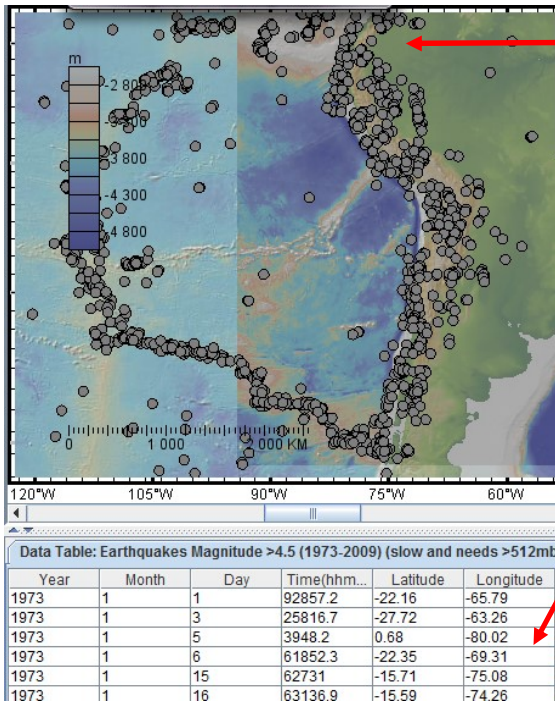 m
-2 800
-3 800
-4 300
4 800
0 1 000 2 000 KM
120°W 105°W 90°W 75°W 60°W
Data Table: Earthquakes Magnitude >4.5 (1973-2009) (slow and needs >512mb
Year Month Day Time(hhm... Latitude Longitude
1973 1 1 92857.2 -22.16 -65.79
1973 1 3 25816.7 -27.72 -63.26
1973 1 5 3948.2 0.68 -80.02
1973 1 6 61852.3 -22.35 -69.31
1973 1 15 62731 -15.71 -75.08
1973 1 16 63136.9 -15.59 -74.26